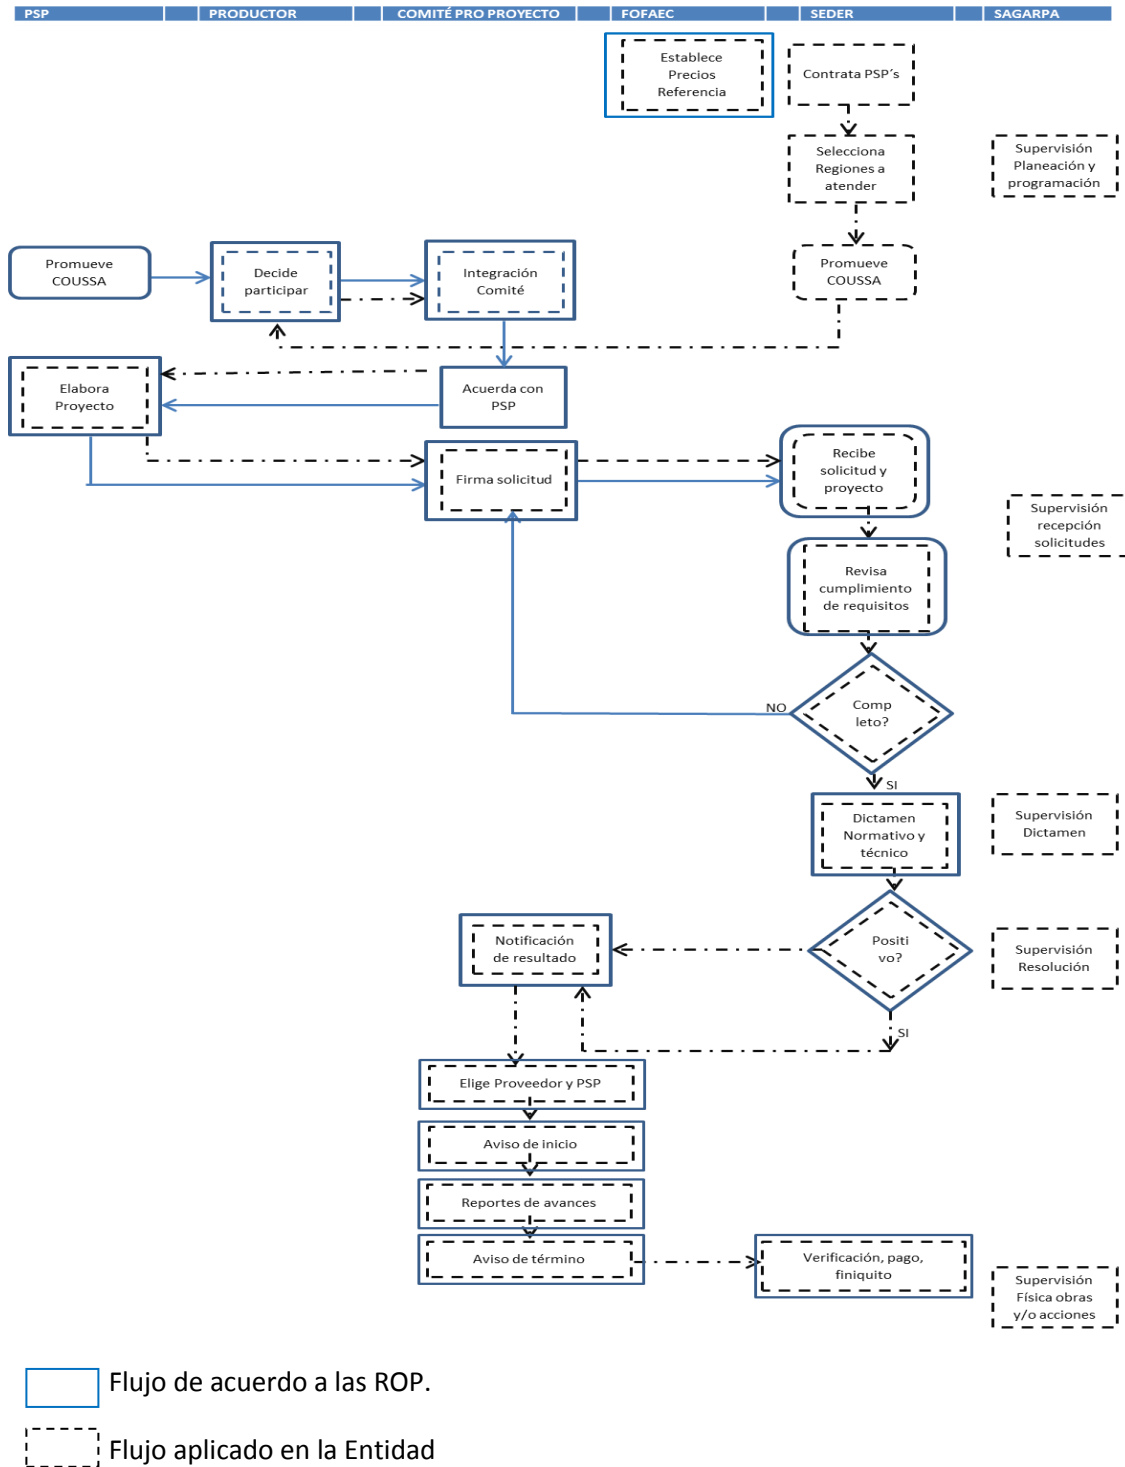 PSP PRODUCTOR COMITÉ PRO PROYECTO FOFAEC SEDER SAGARPA
Establece
Precios
Referencia
Contrata PSP´s
Selecciona
Regiones a
atender
Supervisión
Planeación y
programación
Promueve
COUSSA
Decide
participar
Integración
Comité
Promueve
COUSSA
Elabora
Proyecto
Acuerda con
PSP
Firma solicitud
Recibe
solicitud y
proyecto
Supervisión
recepción
solicitudes
Revisa
cumplimiento
de requisitos
NO
Comp
leto?
SI
Dictamen
Normativo y
técnico
Supervisión
Dictamen
Notificación
de resultado
Positi
vo?
Supervisión
Resolución
SI
Elige Proveedor y PSP
Aviso de inicio
Reportes de avances
Aviso de término
Verificación, pago,
finiquito
Supervisión
Física obras
y/o acciones
Flujo de acuerdo a las ROP.
Flujo aplicado en la Entidad